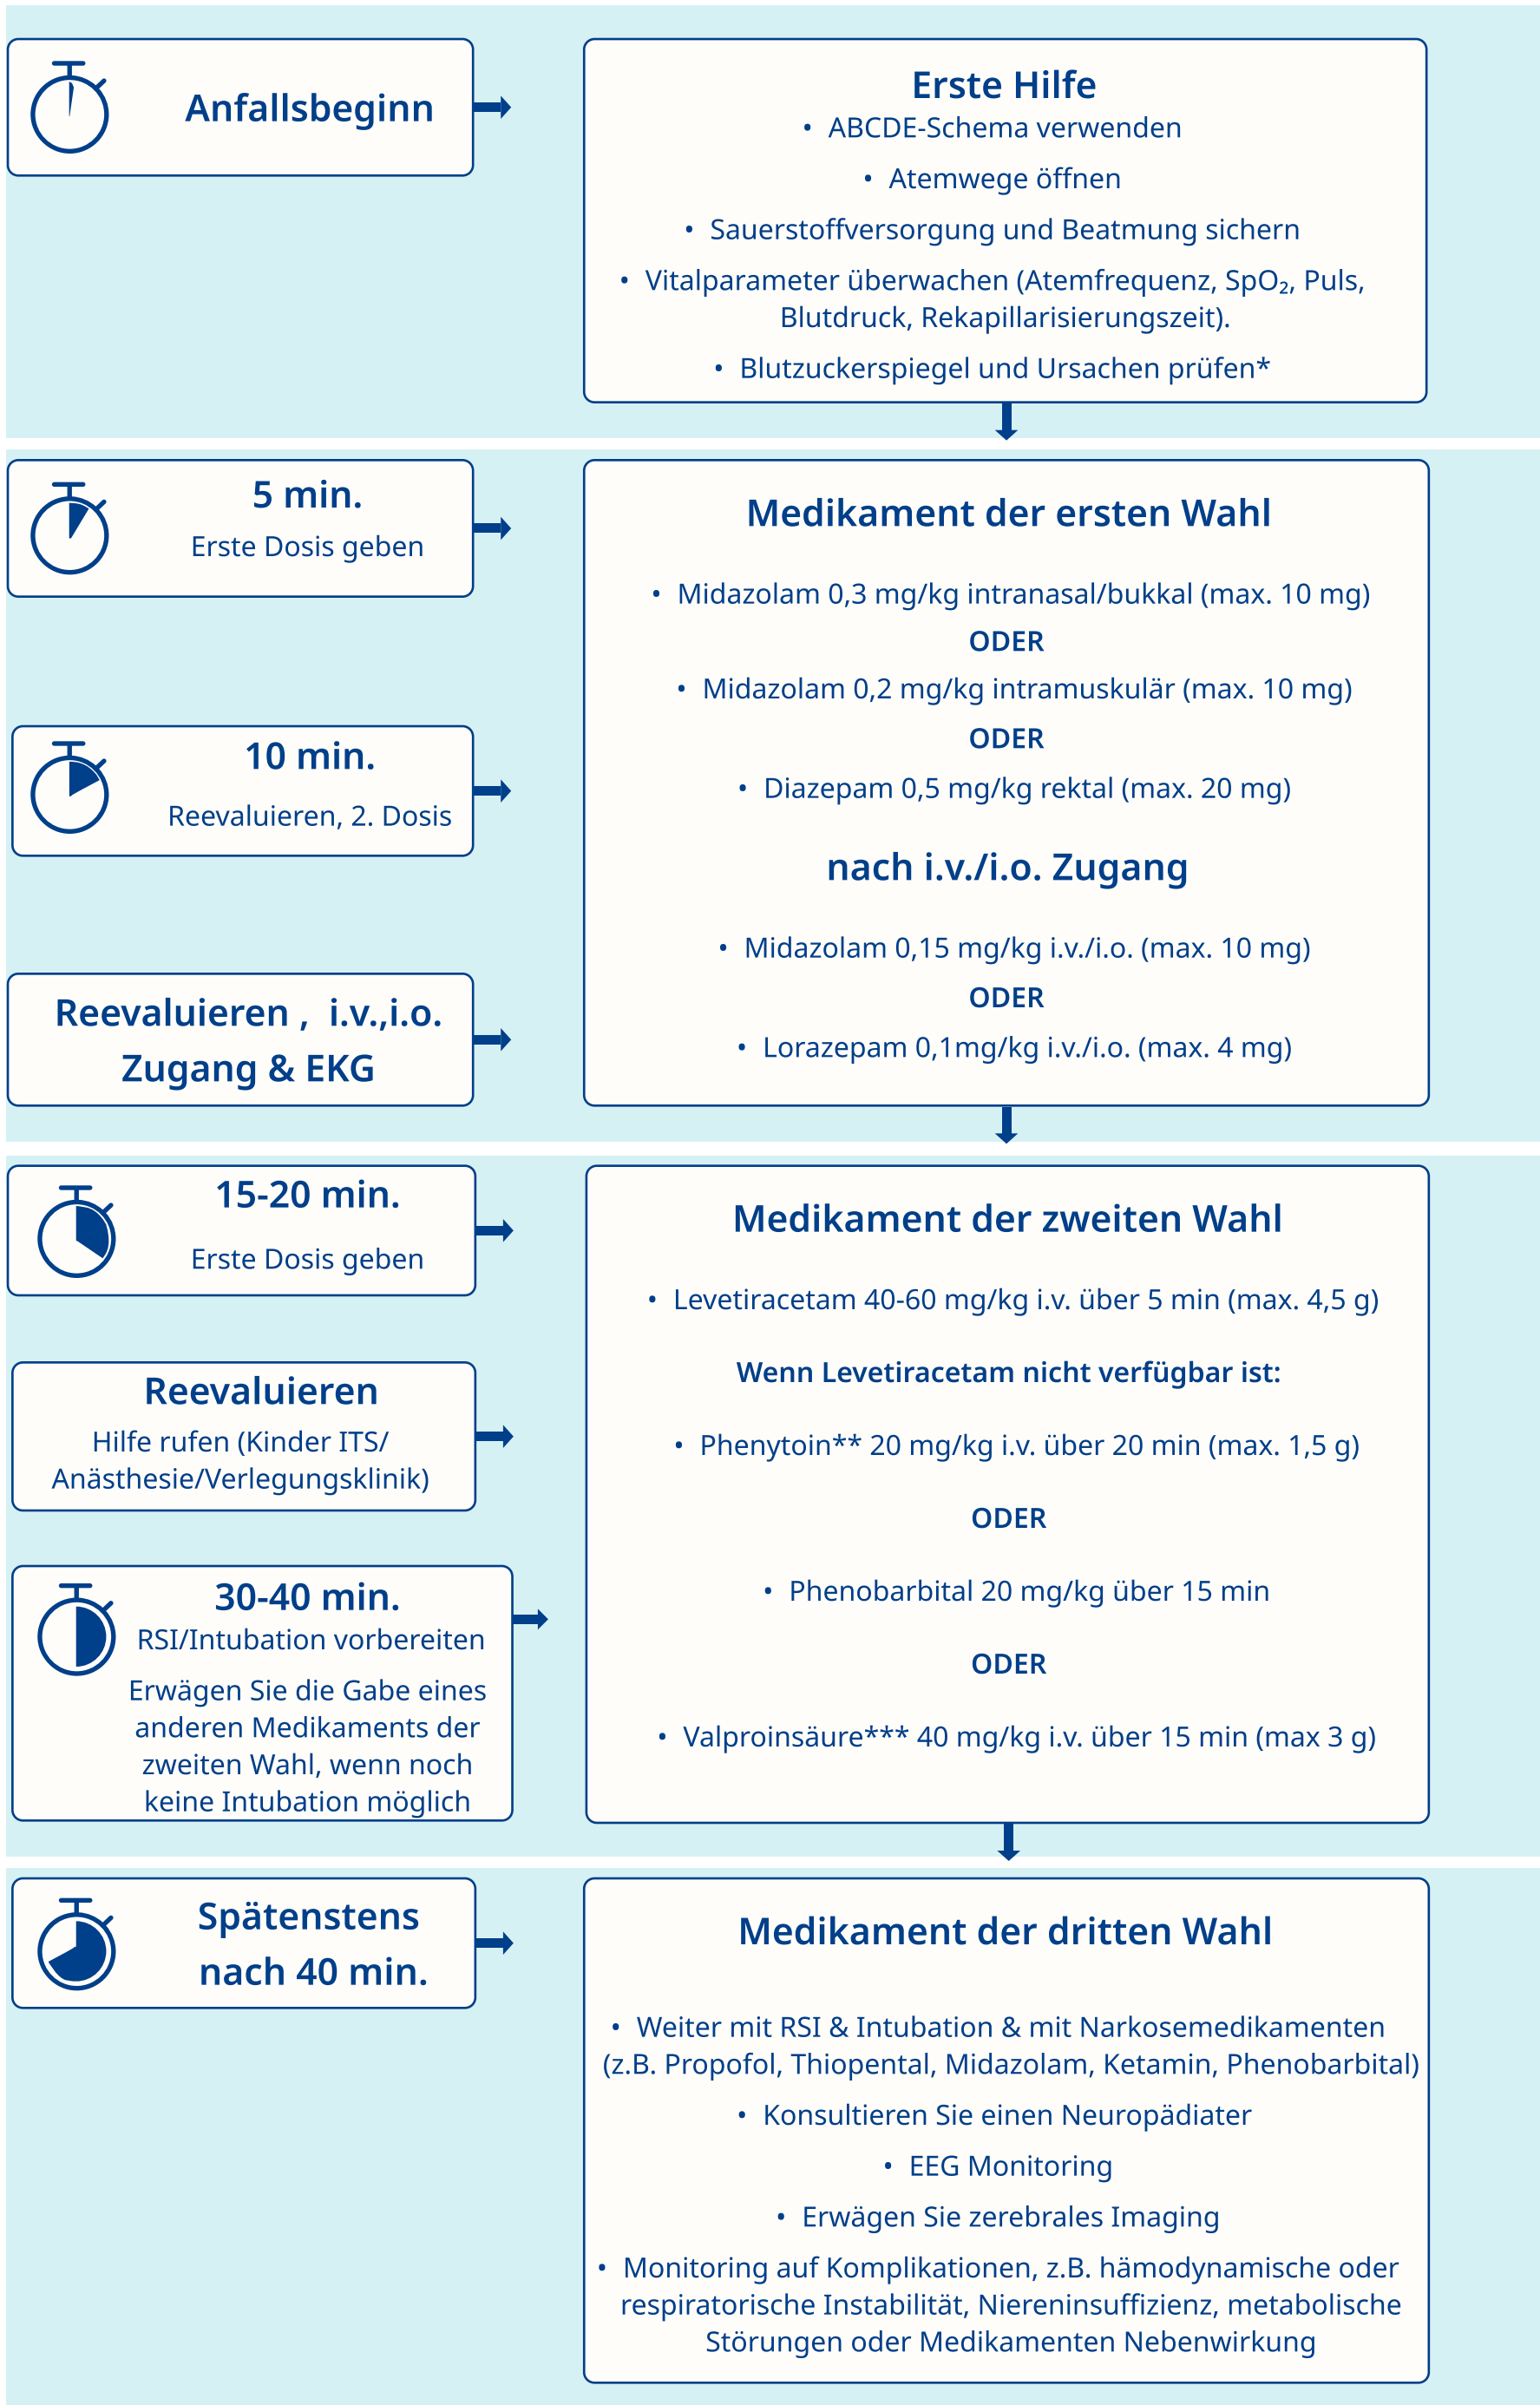 Anfallsbeginn
Erste Hilfe
• ABCDE-Schema verwenden
• Atemwege öffnen
• Sauerstoffversorgung und Beatmung sichern
• Vitalparameter überwachen (Atemfrequenz, SpO₂, Puls,
Blutdruck, Rekapillarisierungszeit).
• Blutzuckerspiegel und Ursachen prüfen*
5 min.
Erste Dosis geben
10 min.
Reevaluieren, 2. Dosis
Reevaluieren , i.v.,i.o.
Zugang & EKG
Medikament der ersten Wahl
• Midazolam 0,3 mg/kg intranasal/bukkal (max. 10 mg)
ODER
• Midazolam 0,2 mg/kg intramuskulär (max. 10 mg)
ODER
• Diazepam 0,5 mg/kg rektal (max. 20 mg)
nach i.v./i.o. Zugang
• Midazolam 0,15 mg/kg i.v./i.o. (max. 10 mg)
ODER
• Lorazepam 0,1mg/kg i.v./i.o. (max. 4 mg)
15-20 min.
Erste Dosis geben
Reevaluieren
Hilfe rufen (Kinder ITS/
Anästhesie/Verlegungsklinik)
30-40 min.
RSI/Intubation vorbereiten
Erwägen Sie die Gabe eines
anderen Medikaments der
zweiten Wahl, wenn noch
keine Intubation möglich
Medikament der zweiten Wahl
• Levetiracetam 40-60 mg/kg i.v. über 5 min (max. 4,5 g)
Wenn Levetiracetam nicht verfügbar ist:
• Phenytoin** 20 mg/kg i.v. über 20 min (max. 1,5 g)
ODER
• Phenobarbital 20 mg/kg über 15 min
ODER
• Valproinsäure*** 40 mg/kg i.v. über 15 min (max 3 g)
Spätenstens
nach 40 min.
Medikament der dritten Wahl
• Weiter mit RSI & Intubation & mit Narkosemedikamenten
(z.B. Propofol, Thiopental, Midazolam, Ketamin, Phenobarbital)
• Konsultieren Sie einen Neuropädiater
• EEG Monitoring
• Erwägen Sie zerebrales Imaging
• Monitoring auf Komplikationen, z.B. hämodynamische oder
respiratorische Instabilität, Niereninsuffizienz, metabolische
Störungen oder Medikamenten Nebenwirkung